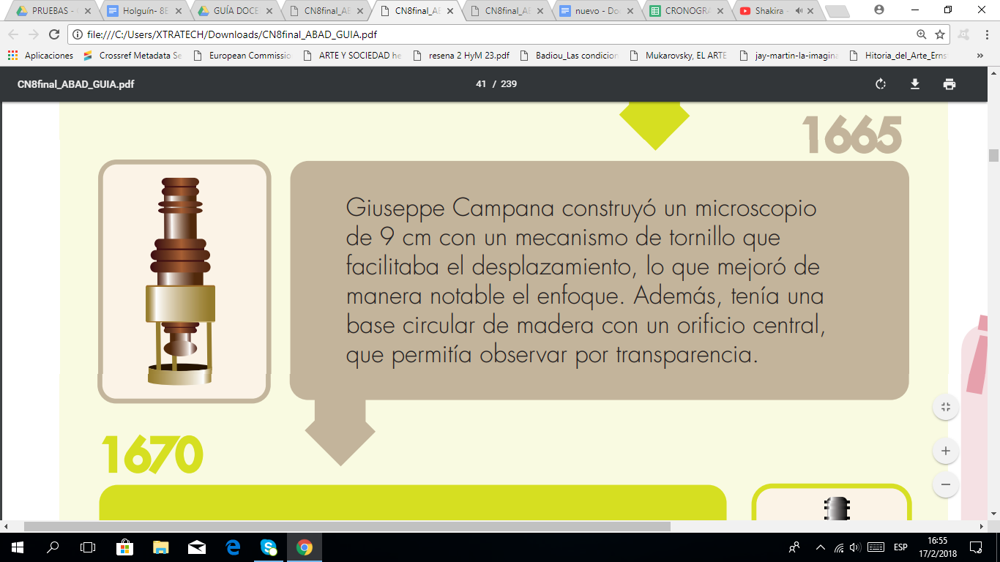 PRUEBAS -
Holguín- 8E
GUÍA DOCE
CN8final_AB
CN8final_AB
CN8final_AB
nuevo - Do
CRONOGRA
Shakira -
file:///C:/Users/XTRATECH/Downloads/CN8final_ABAD_GUIA.pdf
Aplicaciones
Crossref Metadata Se
European Commissio
ARTE Y SOCIEDAD he
resena 2 HyM 23.pdf
Badiou_Las condicion
Mukarovsky, EL ARTE
jay-martin-la-imagina
Hitoria_del_Arte_Erns
»
CN8final_ABAD_GUIA.pdf
41 / 239
1665
Giuseppe Campana construyó un microscopio
de 9 cm con un mecanismo de tornillo que
facilitaba el desplazamiento, lo que mejoró de
manera notable el enfoque. Además, tenía una
base circular de madera con un orificio central,
que permitía observar por transparencia.
1670
ESP
16:55
17/2/2018